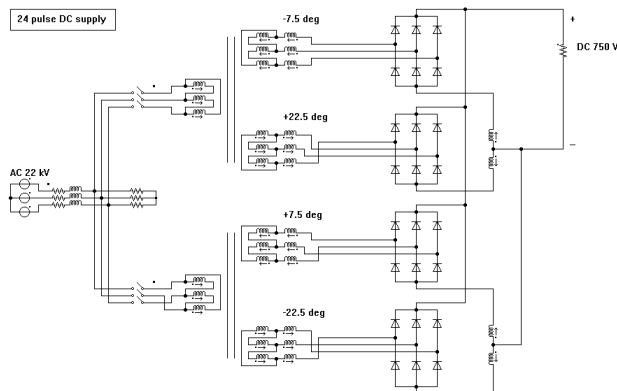 24 pulse DC supply
-7.5 deg
+
DC 750 V
+22.5 deg
–
AC 22 kV
+7.5 deg
-22.5 deg